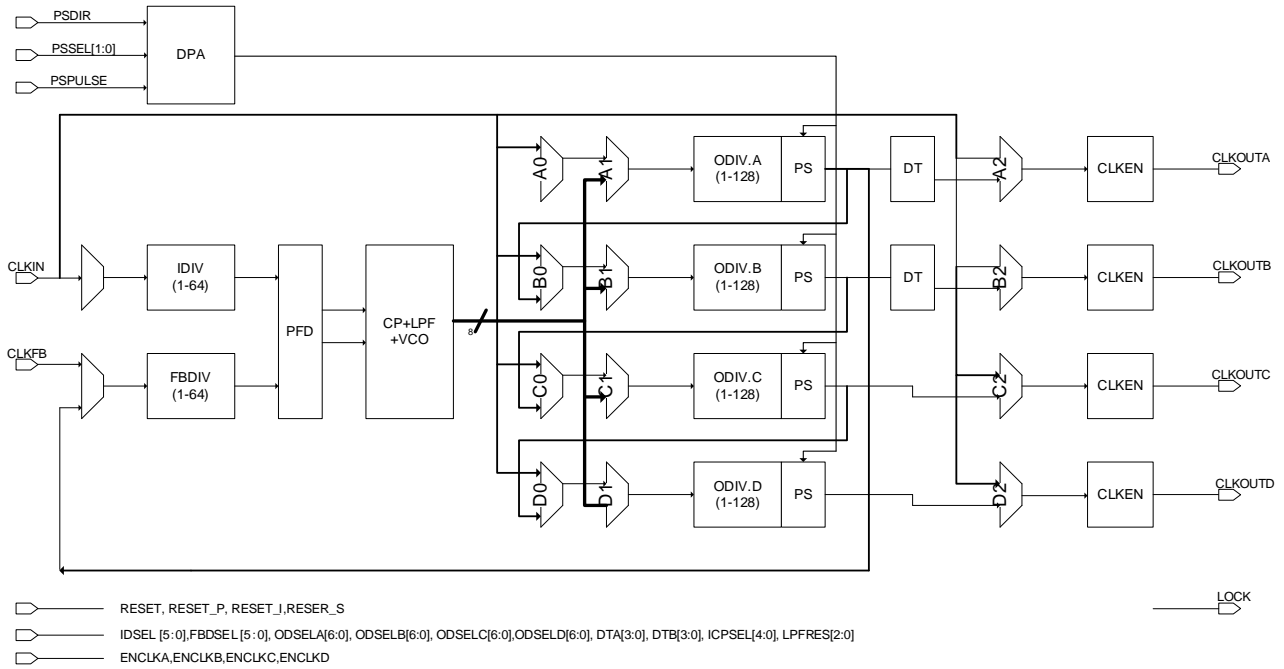 PSDIR
PSSEL[1:0]
PSPULSE
DPA
CLKIN
CLKFB
IDIV
(1-64)
FBDIV
(1-64)
PFD
CP+LPF
+VCO
8
A0
A1
ODIV.A
(1-128)
PS
DT
A2
CLKEN
CLKOUTA
B0
B1
ODIV.B
(1-128)
PS
DT
B2
CLKEN
CLKOUTB
C0
C1
ODIV.C
(1-128)
PS
C2
CLKEN
CLKOUTC
D0
D1
ODIV.D
(1-128)
PS
D2
CLKEN
CLKOUTD
LOCK
RESET, RESET_P, RESET_I,RESER_S
IDSEL [5:0],FBDSEL [5:0], ODSELA[6:0], ODSELB[6:0], ODSELC[6:0],ODSELD[6:0], DTA[3:0], DTB[3:0], ICPSEL[4:0], LPFRES[2:0]
ENCLKA,ENCLKB,ENCLKC,ENCLKD